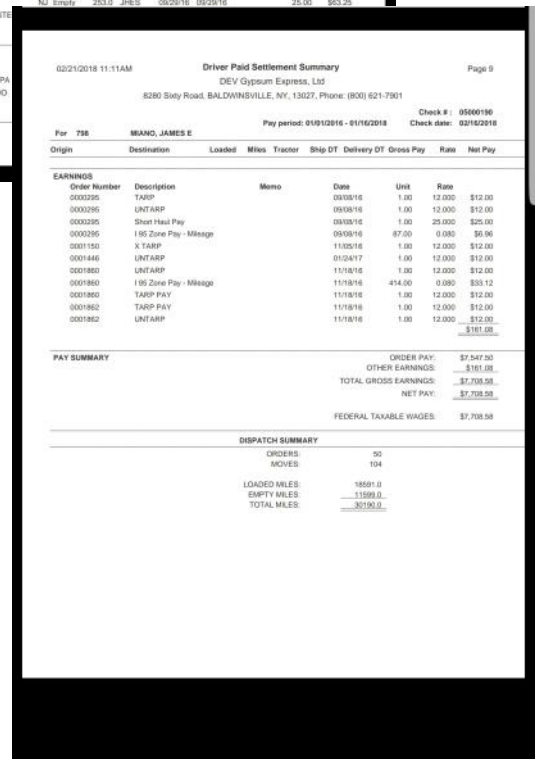 NJ Empty 253.0 JHES 09/29/16 09/29/16 25.00 $63.25
STE
PA
02/21/2018 11:11AM Driver Paid Settlement Summary Page 9
DEV Gypsum Express, Ltd
8280 Sixty Road, BALDWINSVILLE, NY, 13027, Phone: (800) 621-7901
Check # : 05000190
Pay period: 01/01/2016 - 01/16/2018 Check date: 02/16/2018
For 798 MIANO, JAMES E
Origin Destination Loaded Miles Tractor Ship DT Delivery DT Gross Pay Rate Net Pay
EARNINGS
Order Number Description Memo Date Unit Rate
0000295 TARP 09/08/16 1.00 12.000 $12.00
0000295 UNTARP 09/08/16 1.00 12.000 $12.00
0000295 Short Haul Pay 09/08/16 1.00 25.000 $25.00
0000295 I 95 Zone Pay - Mileage 09/08/16 87.00 0.080 $6.96
0001150 X TARP 11/05/16 1.00 12.000 $12.00
0001446 UNTARP 01/24/17 1.00 12.000 $12.00
0001860 UNTARP 11/18/16 1.00 12.000 $12.00
0001860 I 95 Zone Pay - Mileage 11/18/16 414.00 0.080 $33.12
0001860 TARP PAY 11/18/16 1.00 12.000 $12.00
0001862 TARP PAY 11/18/16 1.00 12.000 $12.00
0001862 UNTARP 11/18/16 1.00 12.000 $12.00
$161.08
PAY SUMMARY ORDER PAY: $7,547.50
OTHER EARNINGS: $161.08
TOTAL GROSS EARNINGS: $7,708.58
NET PAY: $7,708.58
FEDERAL TAXABLE WAGES: $7,708.58
DISPATCH SUMMARY
ORDERS: 50
MOVES: 104
LOADED MILES: 18591.0
EMPTY MILES: 11599.0
TOTAL MILES: 30190.0